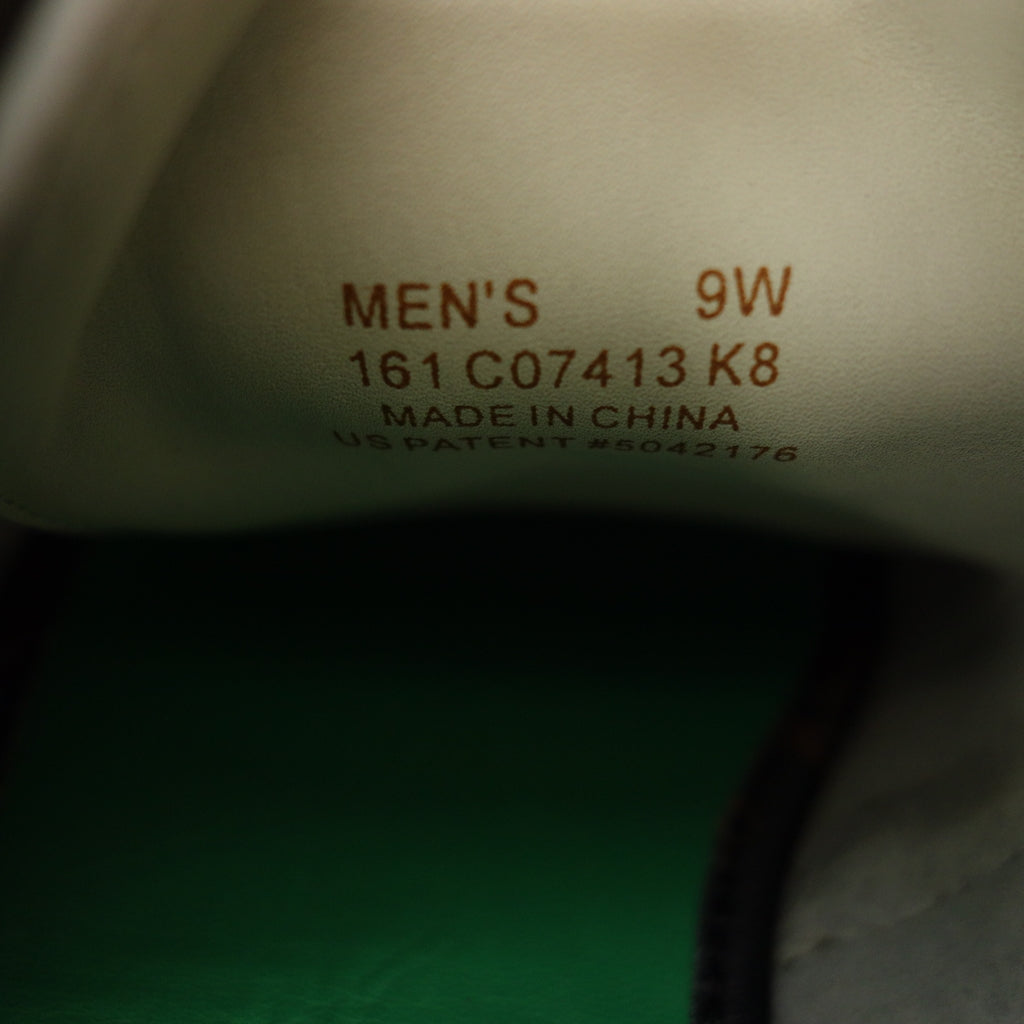 MEN'S 9W
161 C07413 K8
MADE IN CHINA
US PATENT #5042176